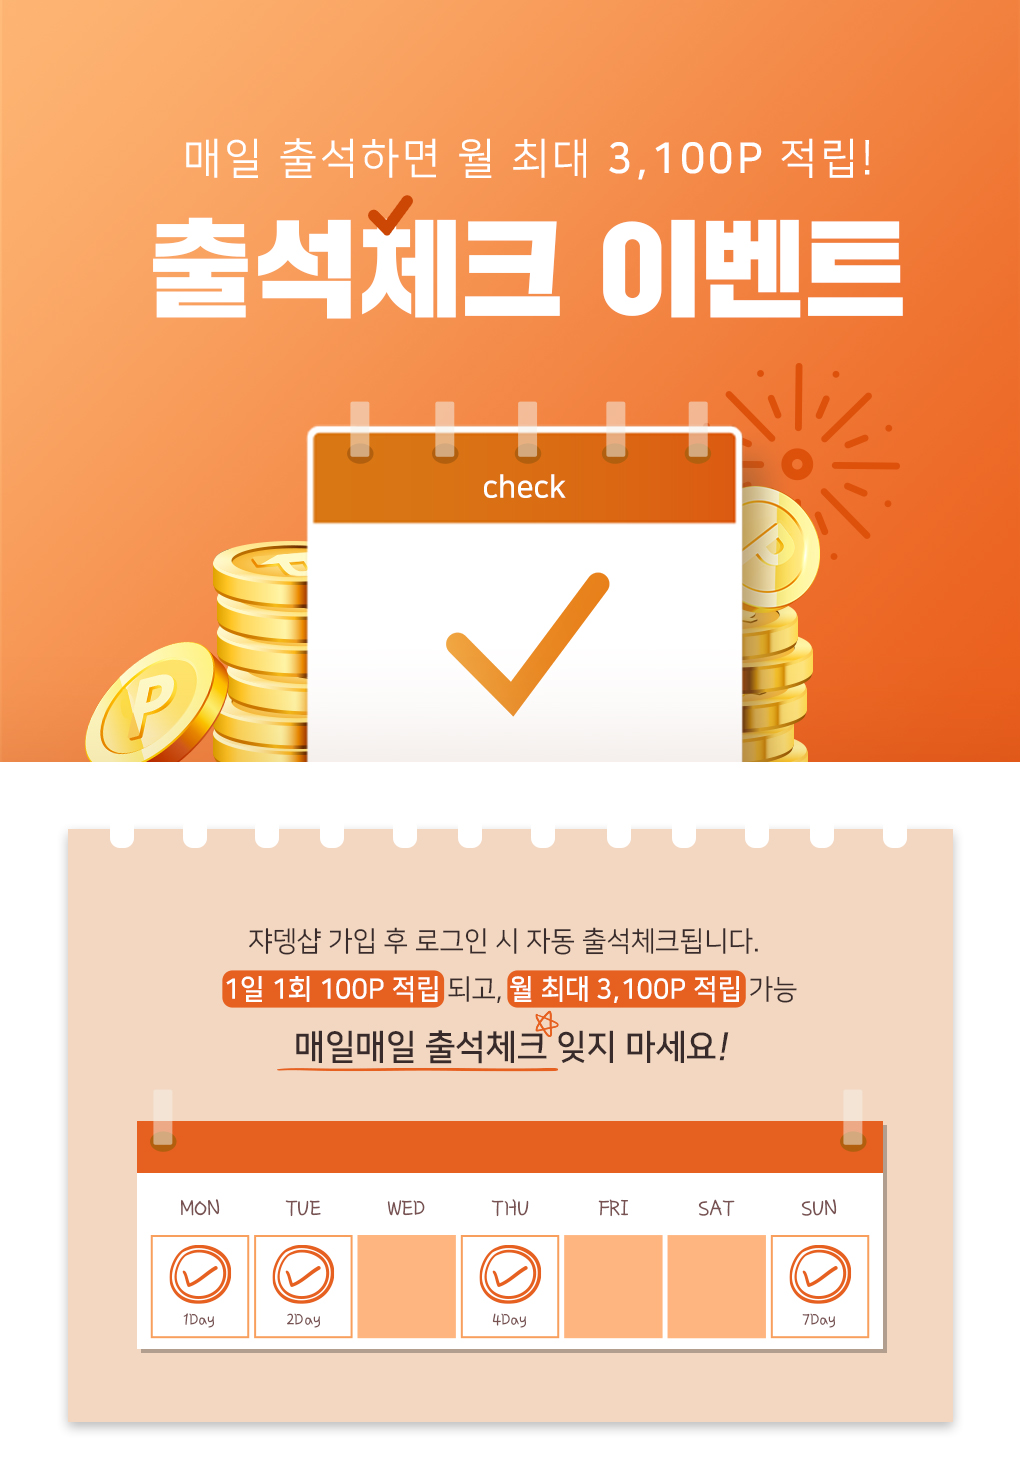 매일 출석하면 월 최대 3,100P 적립!
출석체크 이벤트
check
P
P
P
쟈뎅샵 가입 후 로그인 시 자동 출석체크됩니다.
1일 1회 100P 적립 되고, 월 최대 3,100P 적립 가능
매일매일 출석체크 잊지 마세요!
MON TUE WED THU FRI SAT SUN
1Day 2Day 4Day 7Day